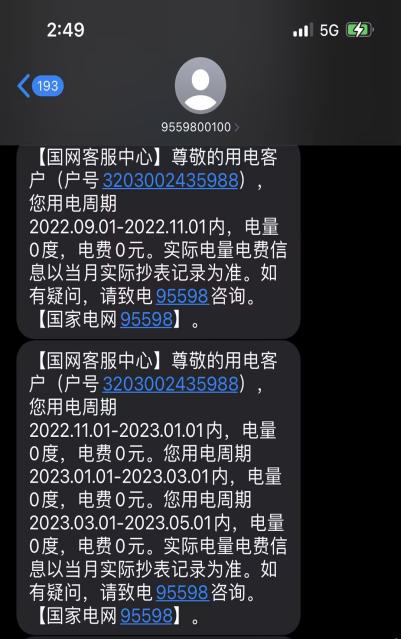 2:49
5G
193
9559800100
【国网客服中心】尊敬的用电客
户（户号3203002435988），
您用电周期
2022.09.01-2022.11.01内，电量
0度，电费0元。实际电量电费信
息以当月实际抄表记录为准。如
有疑问，请致电95598咨询。
【国家电网95598】。
【国网客服中心】尊敬的用电客
户（户号3203002435988），
您用电周期
2022.11.01-2023.01.01内，电量
0度，电费0元。您用电周期
2023.01.01-2023.03.01内，电量
0度，电费0元。您用电周期
2023.03.01-2023.05.01内，电量
0度，电费0元。实际电量电费信
息以当月实际抄表记录为准。如
有疑问，请致电95598咨询。
【国家电网95598】。